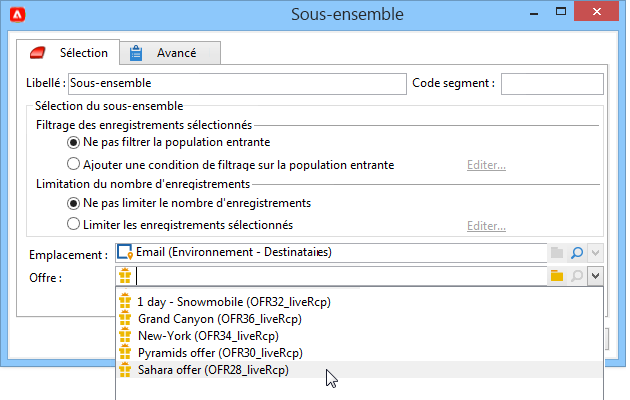 Sous-ensemble
Sélection
Avancé
Libellé : Sous-ensemble Code segment :
Sélection du sous-ensemble
Filtrage des enregistrements sélectionnés
Ne pas filtrer la population entrante
Ajouter une condition de filtrage sur la population entrante Editer...
Limitation du nombre d'enregistrements
Ne pas limiter le nombre d'enregistrements
Limiter les enregistrements sélectionnés Editer...
Emplacement : Email (Environnement - Destinataires)
Offre :
1 day - Snowmobile (OFR32_liveRcp)
Grand Canyon (OFR36_liveRcp)
New-York (OFR34_liveRcp)
Pyramids offer (OFR30_liveRcp)
Sahara offer (OFR28_liveRcp)